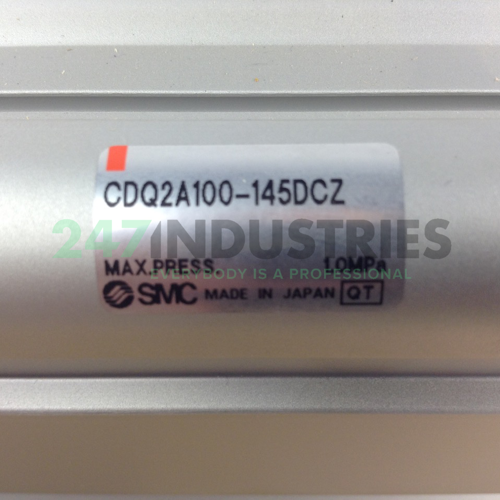 CDQ2A100-145DCZ
247INDUSTRIES
MAX.PRESS 1.0MPa
EVERYBODY IS A PROFESSIONAL
SMC MADE IN JAPAN QT